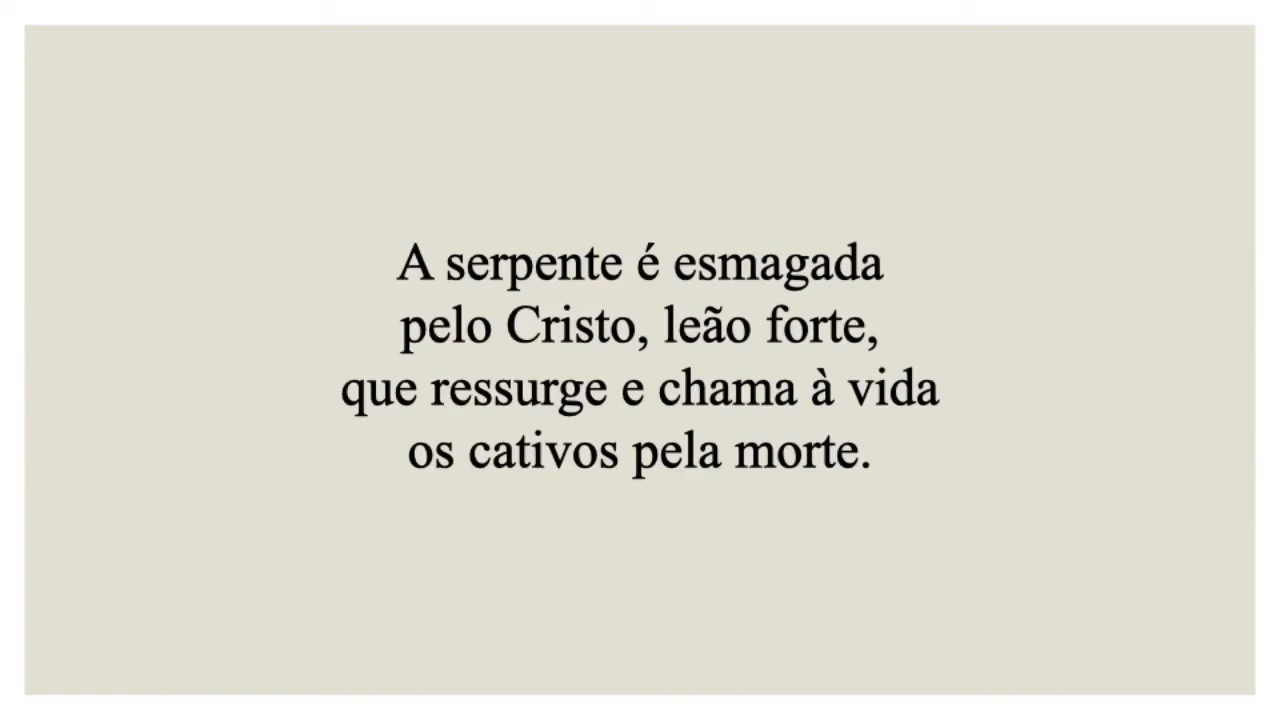 A serpente é esmagada
pelo Cristo, leão forte,
que ressurge e chama à vida
os cativos pela morte.